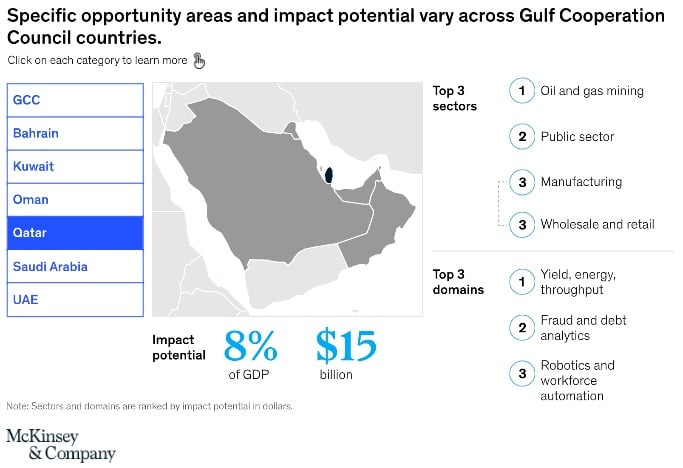 Specific opportunity areas and impact potential vary across Gulf Cooperation
Council countries.
Click on each category to learn more
GCC
Bahrain
Kuwait
Oman
Qatar
Saudi Arabia
UAE
Impact
potential
8%
of GDP
$15
billion
Top 3
sectors
1 Oil and gas mining
2 Public sector
3 Manufacturing
3 Wholesale and retail
Top 3
domains
1 Yield, energy,
throughput
2 Fraud and debt
analytics
3 Robotics and
workforce
automation
Note: Sectors and domains are ranked by impact potential in dollars.
McKinsey
& Company